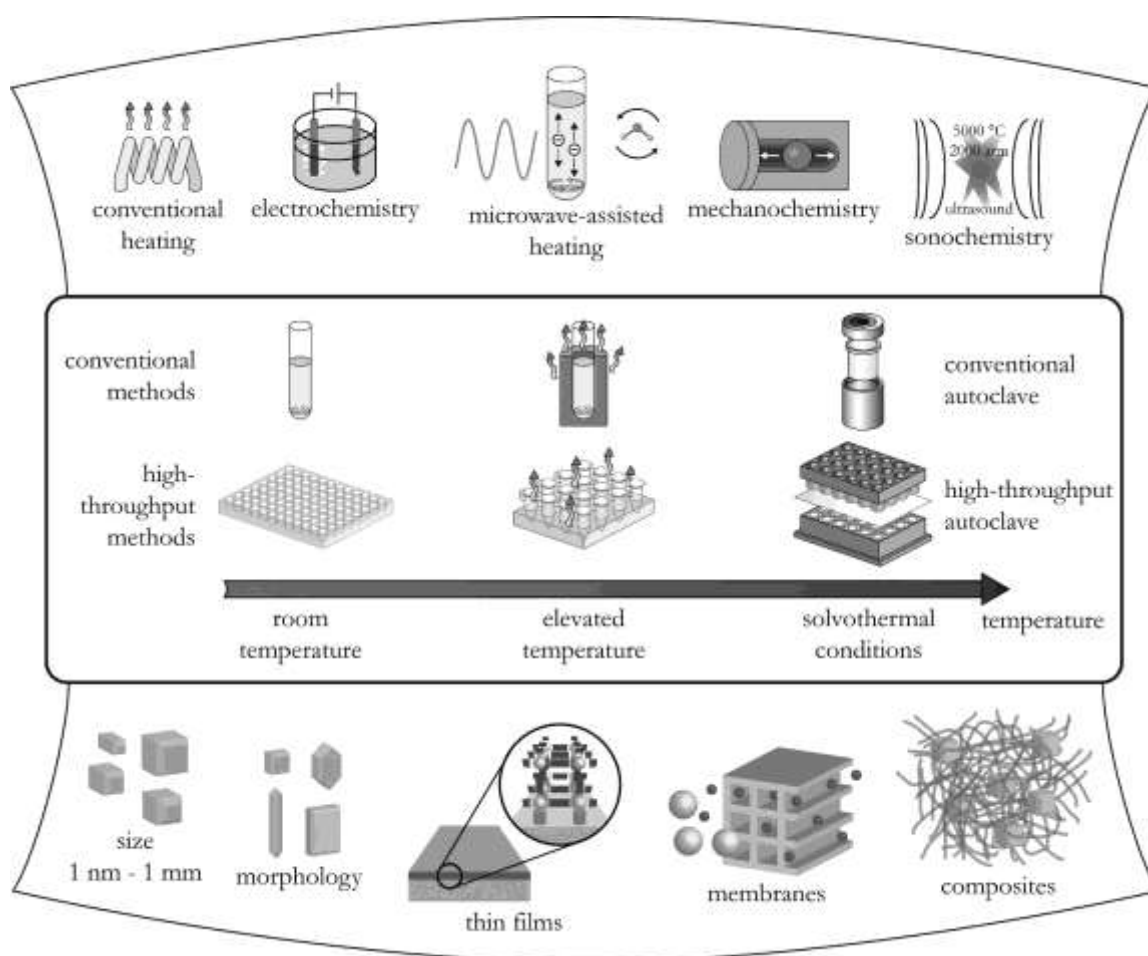 conventional
heating
electrochemistry
microwave-assisted
heating
mechanochemistry
5000 °C
2000 atm
ultrasound
sonochemistry
conventional
methods
conventional
autoclave
high-
throughput
methods
high-throughput
autoclave
room
temperature
elevated
temperature
solvothermal
conditions
temperature
size
1 nm - 1 mm
morphology
thin films
membranes
composites